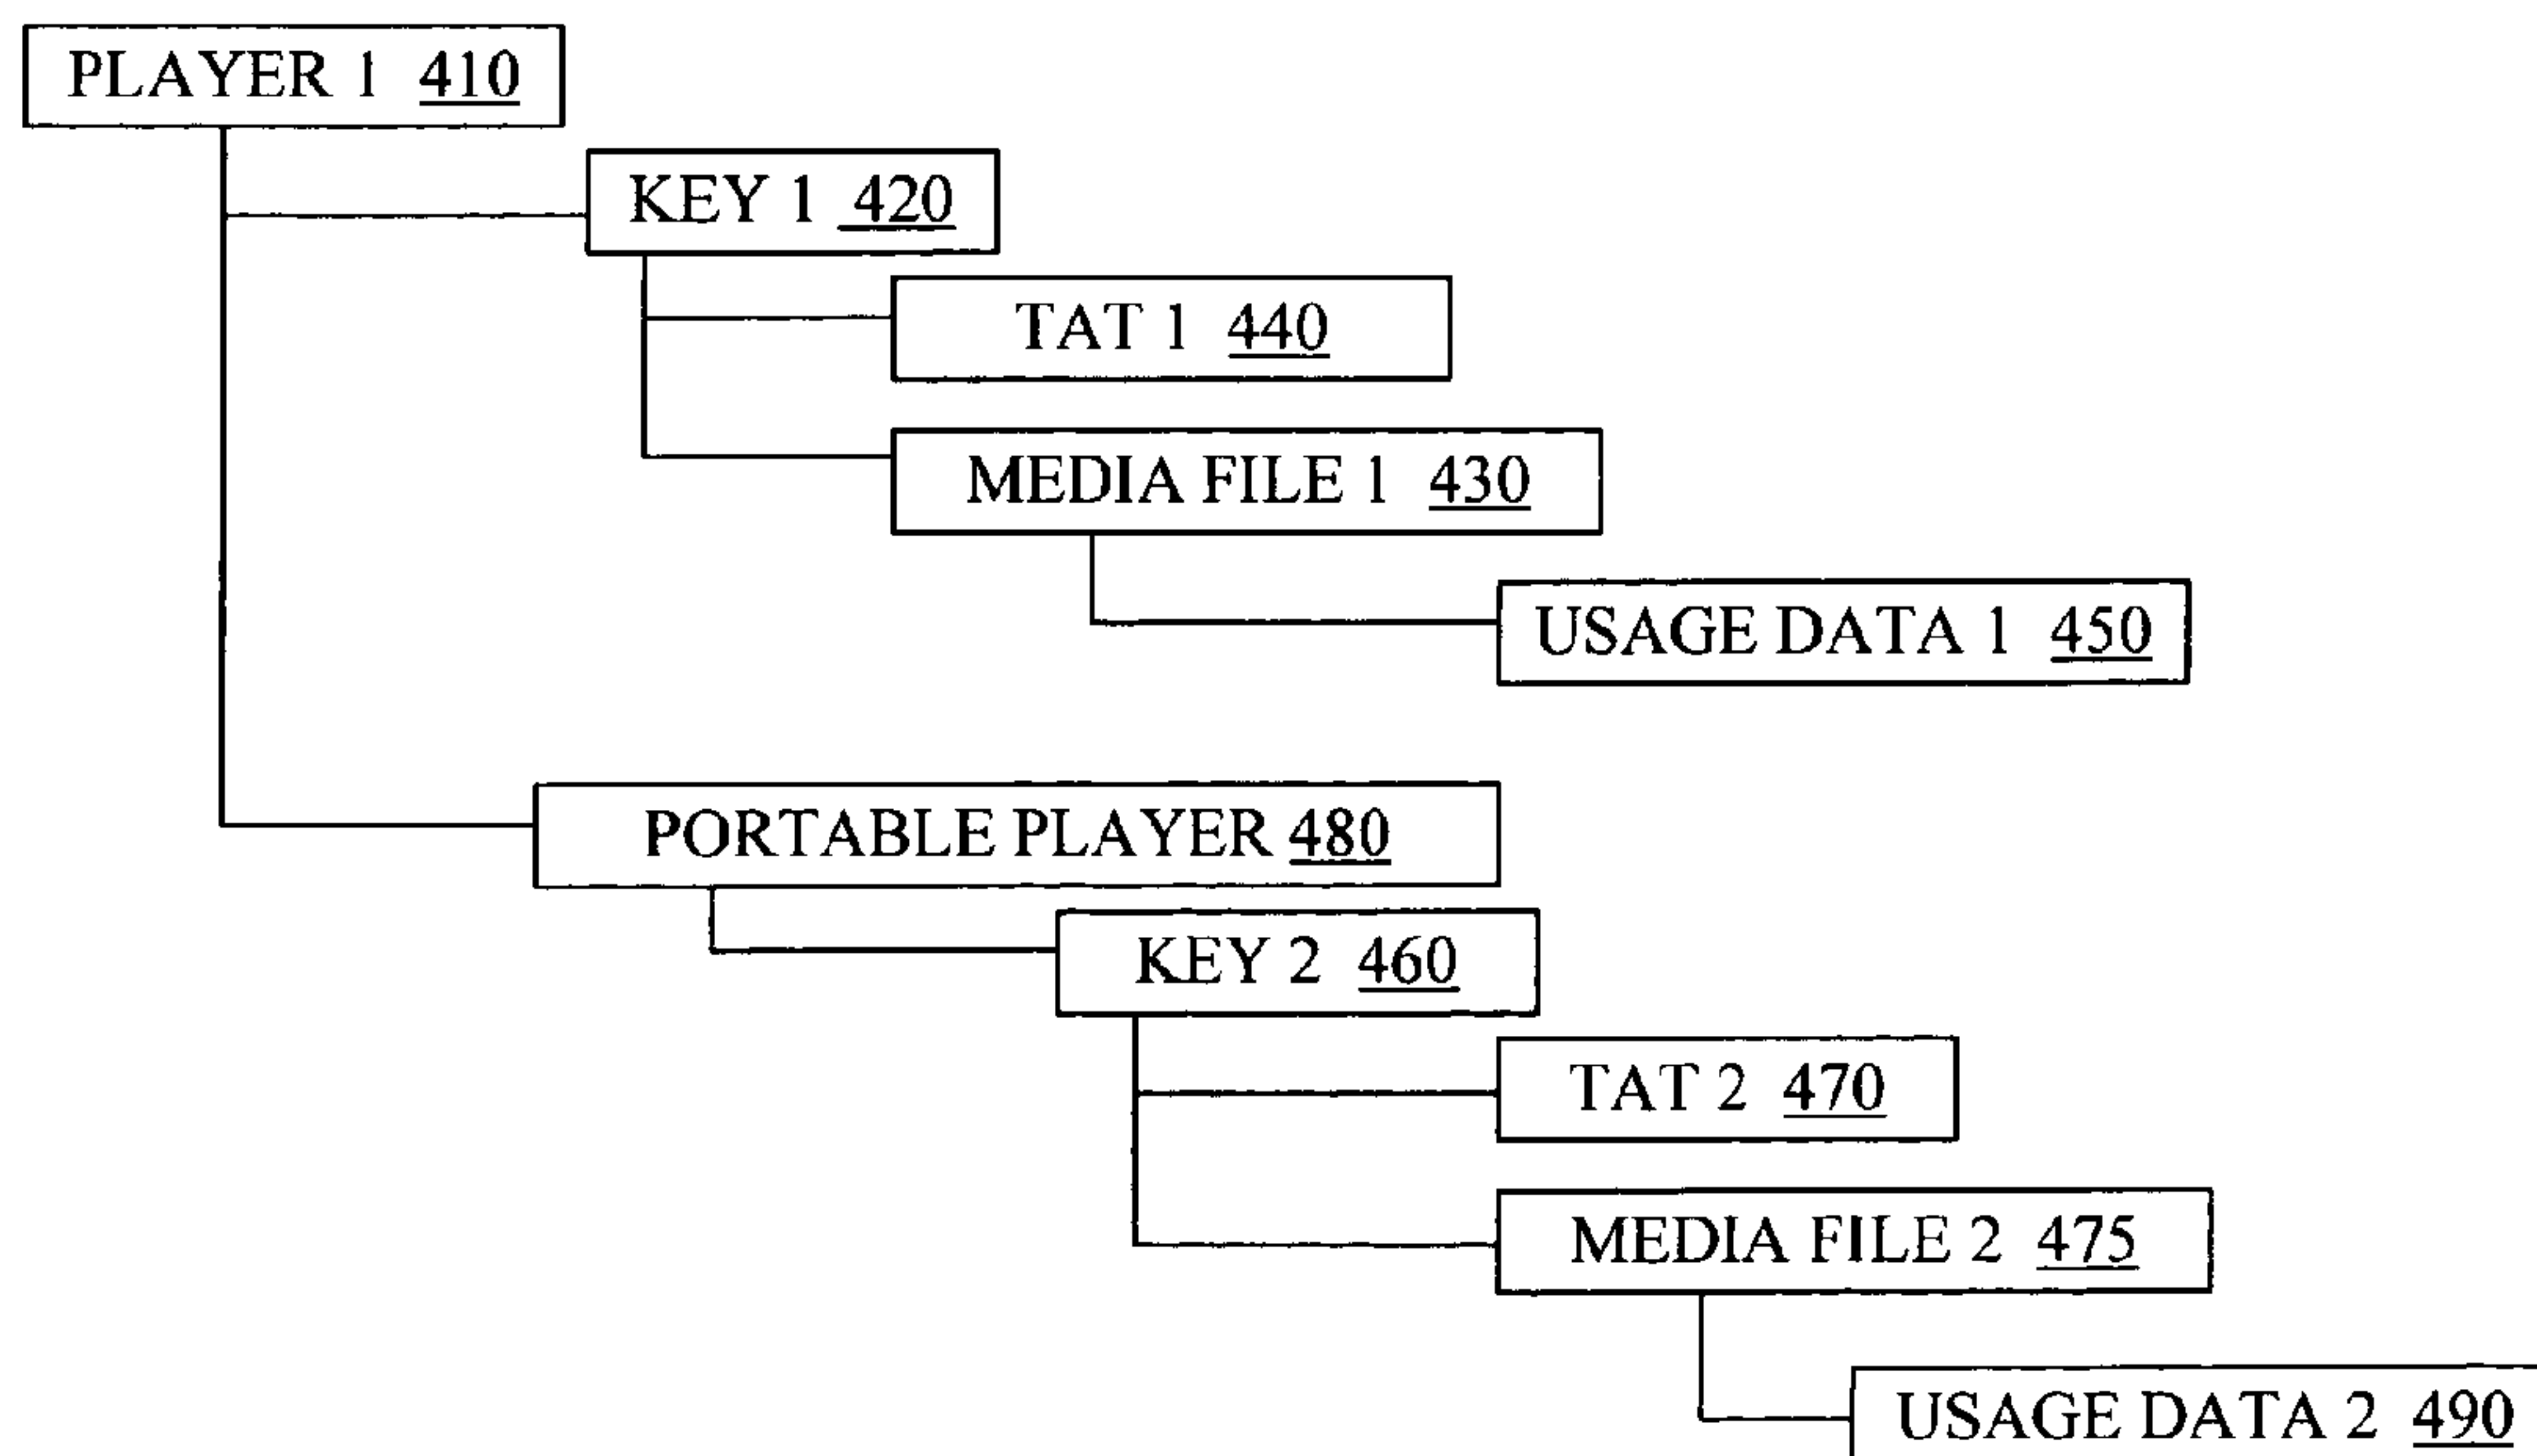 PLAYER 1 410
KEY 1 420
TAT 1 440
MEDIA FILE 1 430
USAGE DATA 1 450
PORTABLE PLAYER 480
KEY 2 460
TAT 2 470
MEDIA FILE 2 475
USAGE DATA 2 490